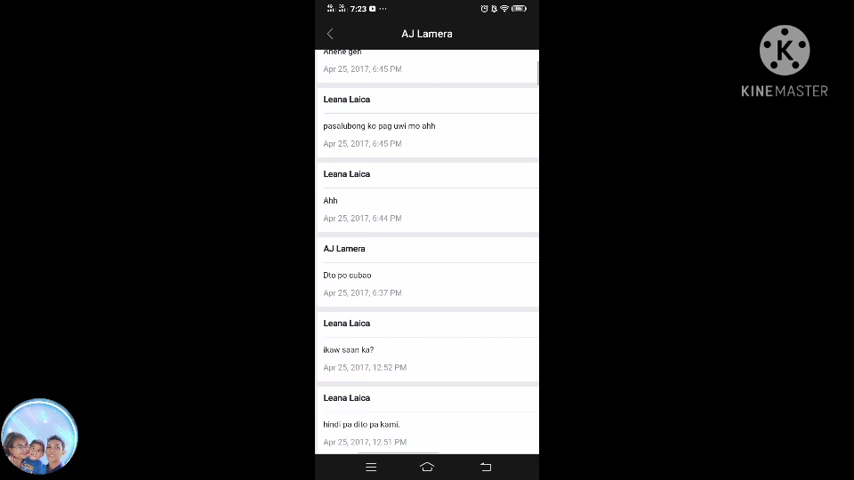 7:23
AJ Lamera
Ahehe geh
Apr 25, 2017, 6:45 PM
Leana Laica
pasalubong ko pag uwi mo ahh
Apr 25, 2017, 6:45 PM
Leana Laica
Ahh
Apr 25, 2017, 6:44 PM
AJ Lamera
Dto po cubao
Apr 25, 2017, 6:37 PM
Leana Laica
ikaw saan ka?
Apr 25, 2017, 12:52 PM
Leana Laica
hindi pa dito pa kami.
Apr 25, 2017, 12:51 PM
K
KINEMASTER